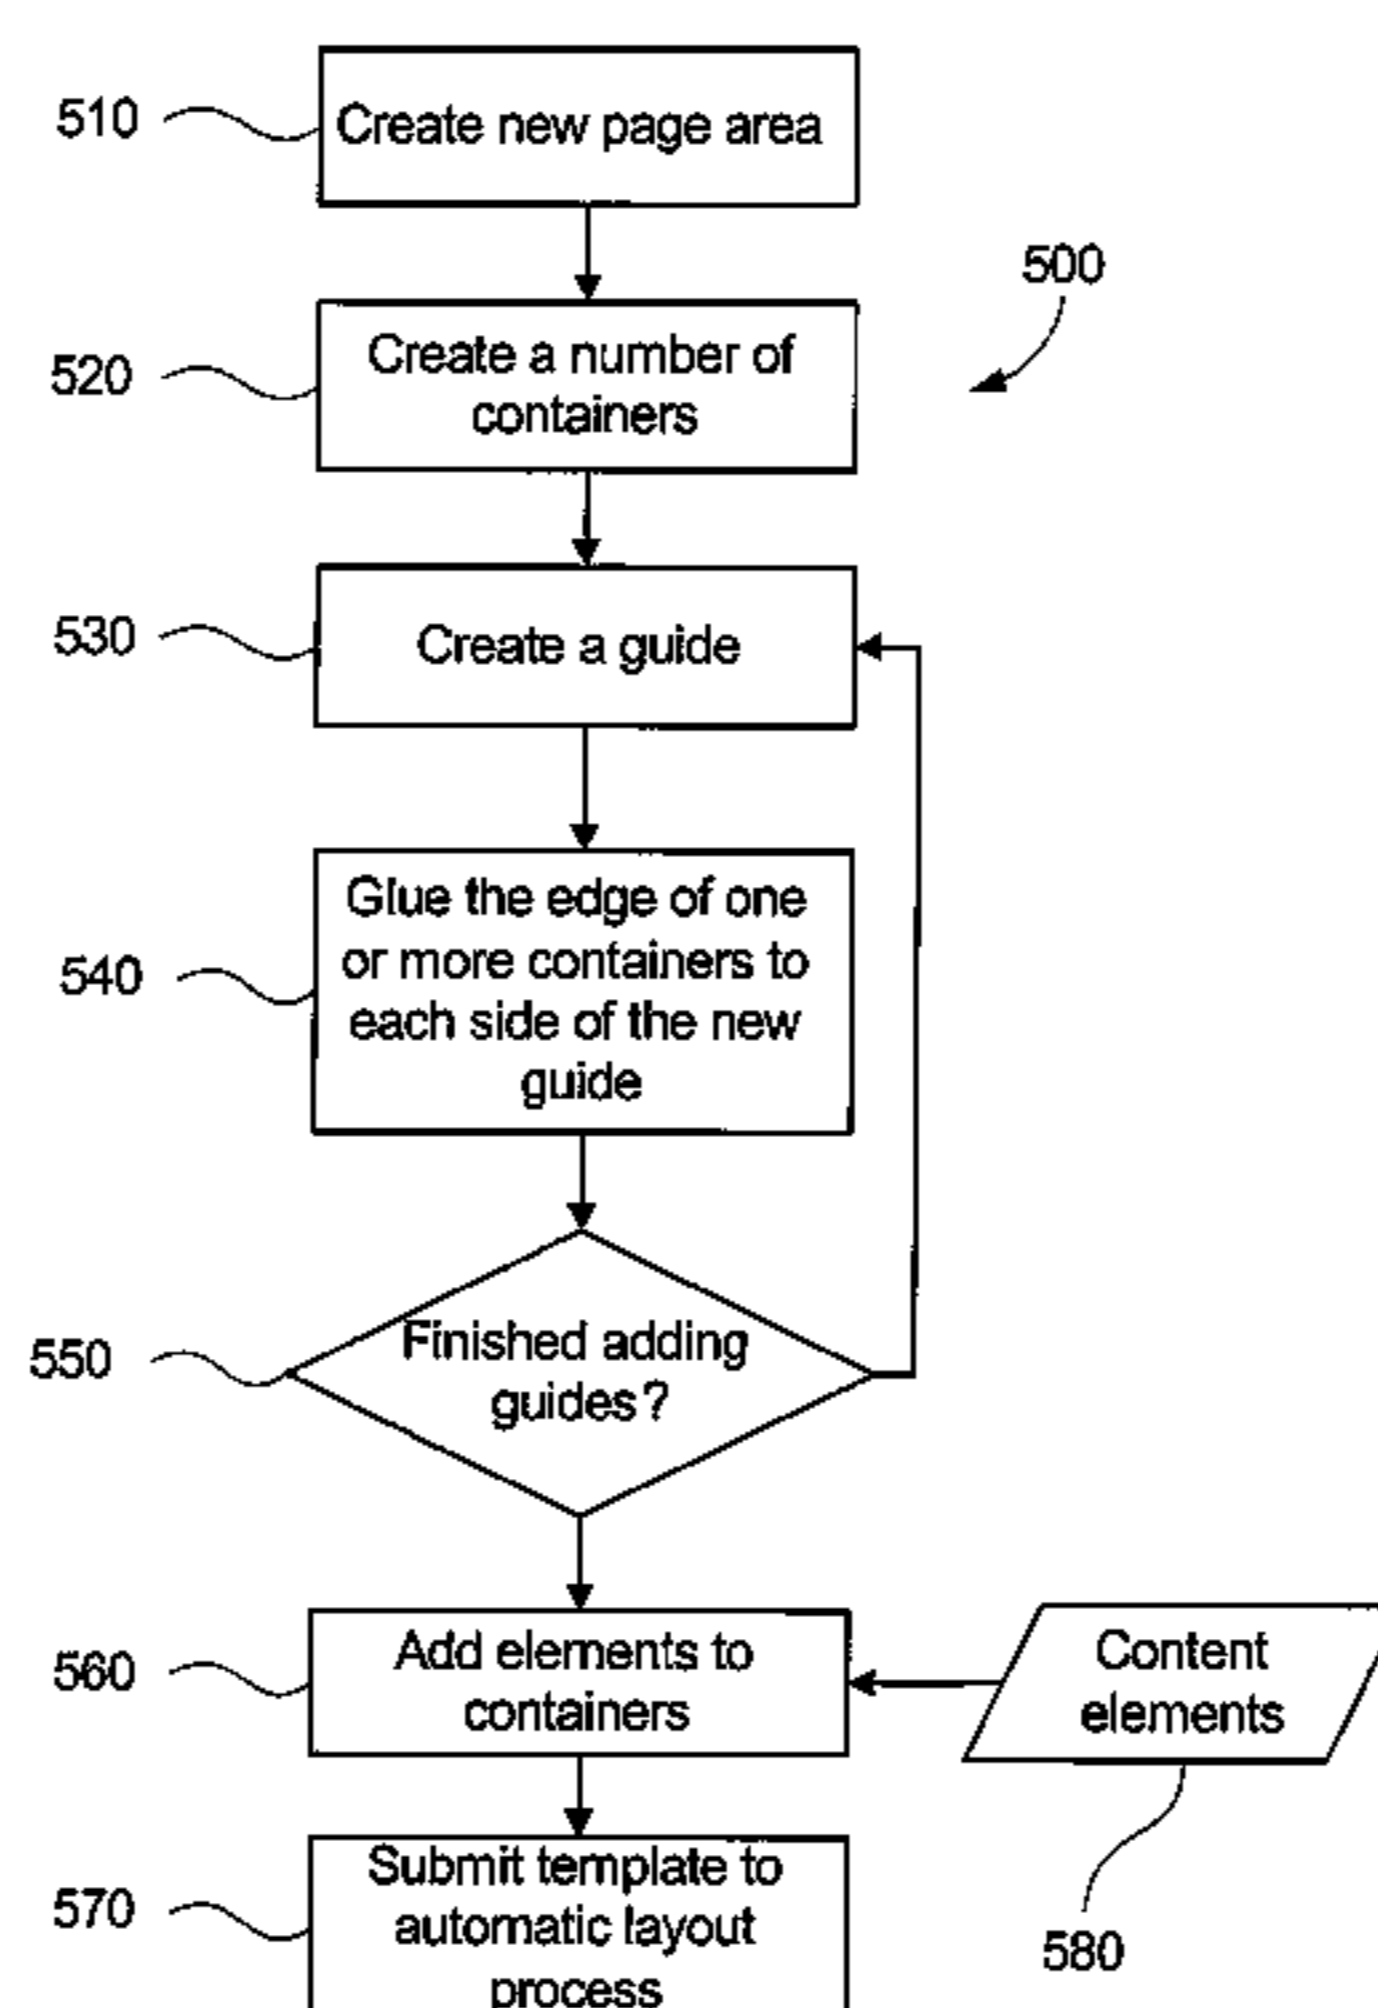 510
Create new page area
500
520
Create a number of
containers
530
Create a guide
540
Glue the edge of one
or more containers to
each side of the new
guide
550
Finished adding
guides?
560
Add elements to
containers
Content
elements
570
Submit template to
automatic layout
process
580